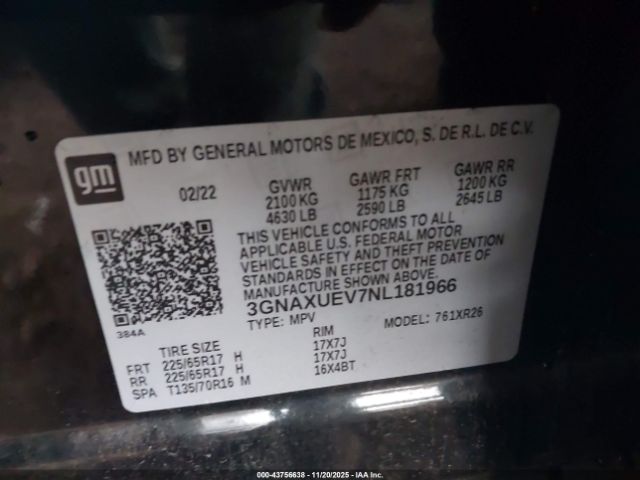 MFD BY GENERAL MOTORS DE MEXICO, S. DE R.L. DE C.V.
gm
02/22 GVWR GAWR FRT GAWR RR
2100 KG 1175 KG 1200 KG
4630 LB 2590 LB 2645 LB
THIS VEHICLE CONFORMS TO ALL
APPLICABLE U.S. FEDERAL MOTOR
VEHICLE SAFETY AND THEFT PREVENTION
STANDARDS IN EFFECT ON THE DATE OF
MANUFACTURE SHOWN ABOVE.
3GNAXUEV7NL181966
TYPE: MPV MODEL: 761XR26
384A
TIRE SIZE RIM
FRT 225/65R17 H 17X7J
RR 225/65R17 H 17X7J
SPA T135/70R16 M 16X4BT
© - 43756638 - 11/20/2025 - IAA Inc.